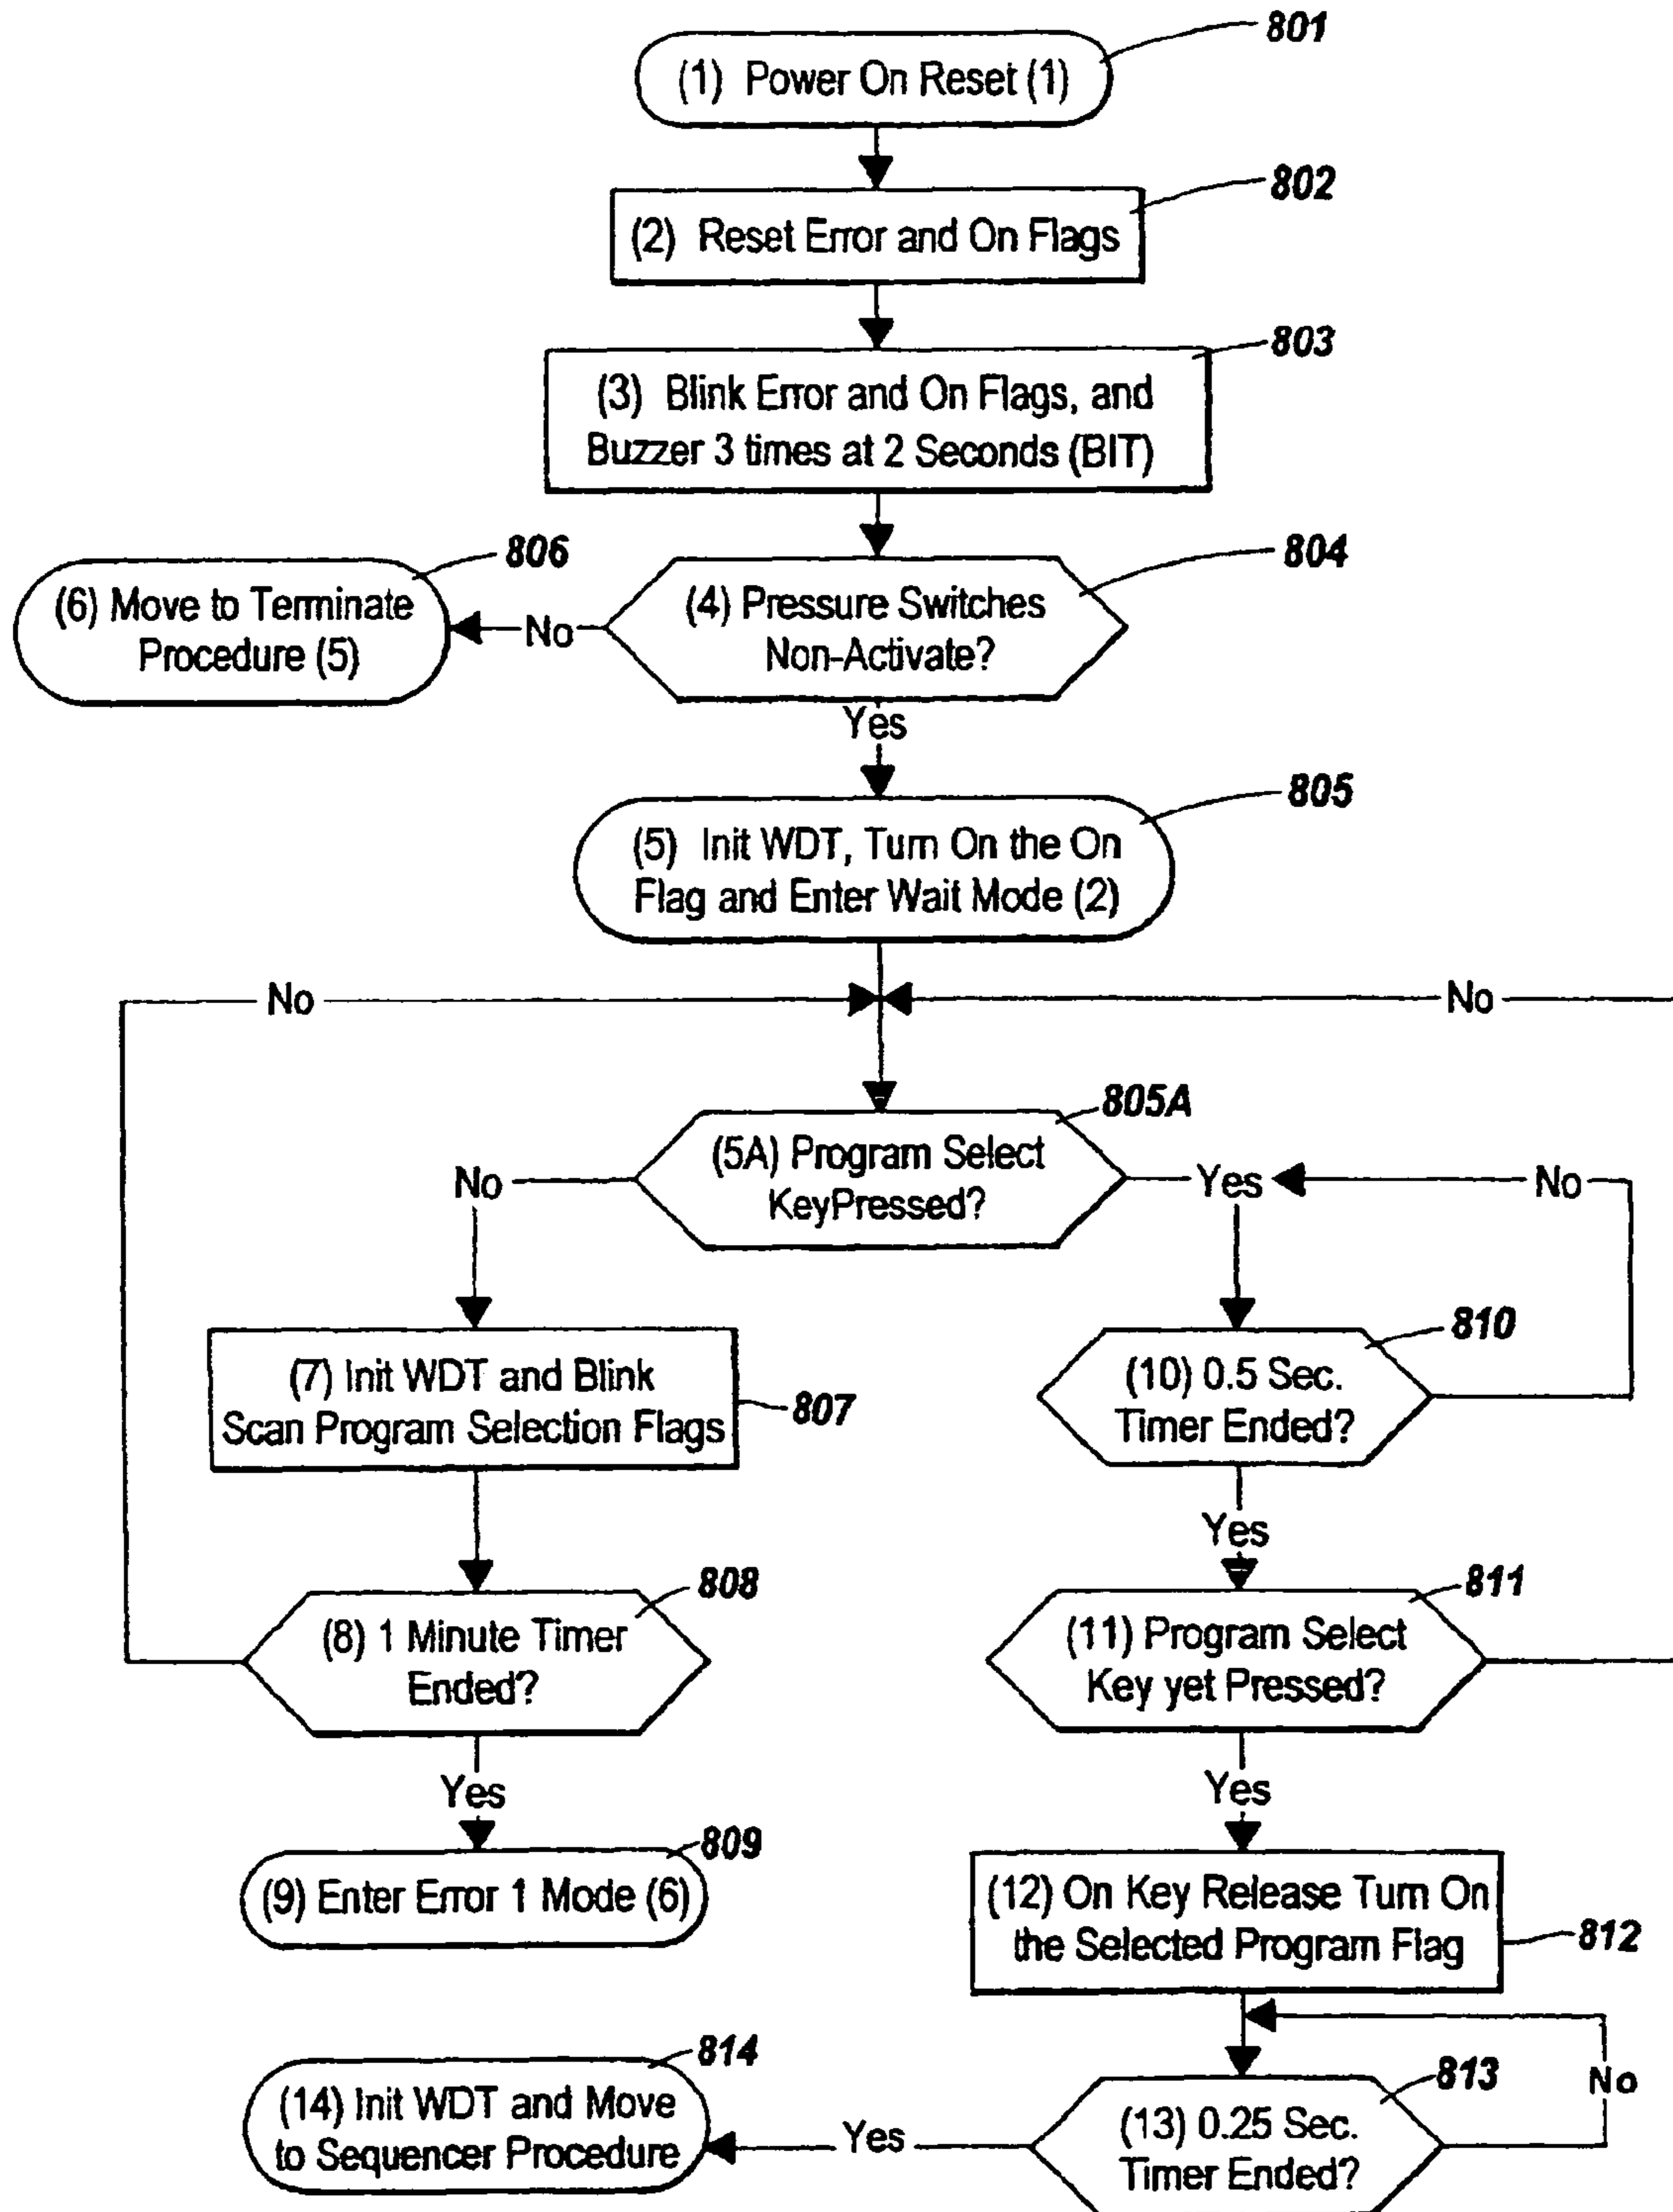 801
(1) Power On Reset (1)
802
(2) Reset Error and On Flags
803
(3) Blink Error and On Flags, and
Buzzer 3 times at 2 Seconds (BIT)
806
804
(6) Move to Terminate
Procedure (5)
No
(4) Pressure Switches
Non-Activate?
Yes
805
(5) Init WDT, Turn On the On
Flag and Enter Wait Mode (2)
No
No
805A
(5A) Program Select
KeyPressed?
No
Yes
No
810
(7) Init WDT and Blink
Scan Program Selection Flags
807
(10) 0.5 Sec.
Timer Ended?
Yes
808
811
(8) 1 Minute Timer
Ended?
(11) Program Select
Key yet Pressed?
Yes
Yes
809
(9) Enter Error 1 Mode (6)
(12) On Key Release Turn On
the Selected Program Flag
812
814
813
No
(14) Init WDT and Move
to Sequencer Procedure
Yes
(13) 0.25 Sec.
Timer Ended?